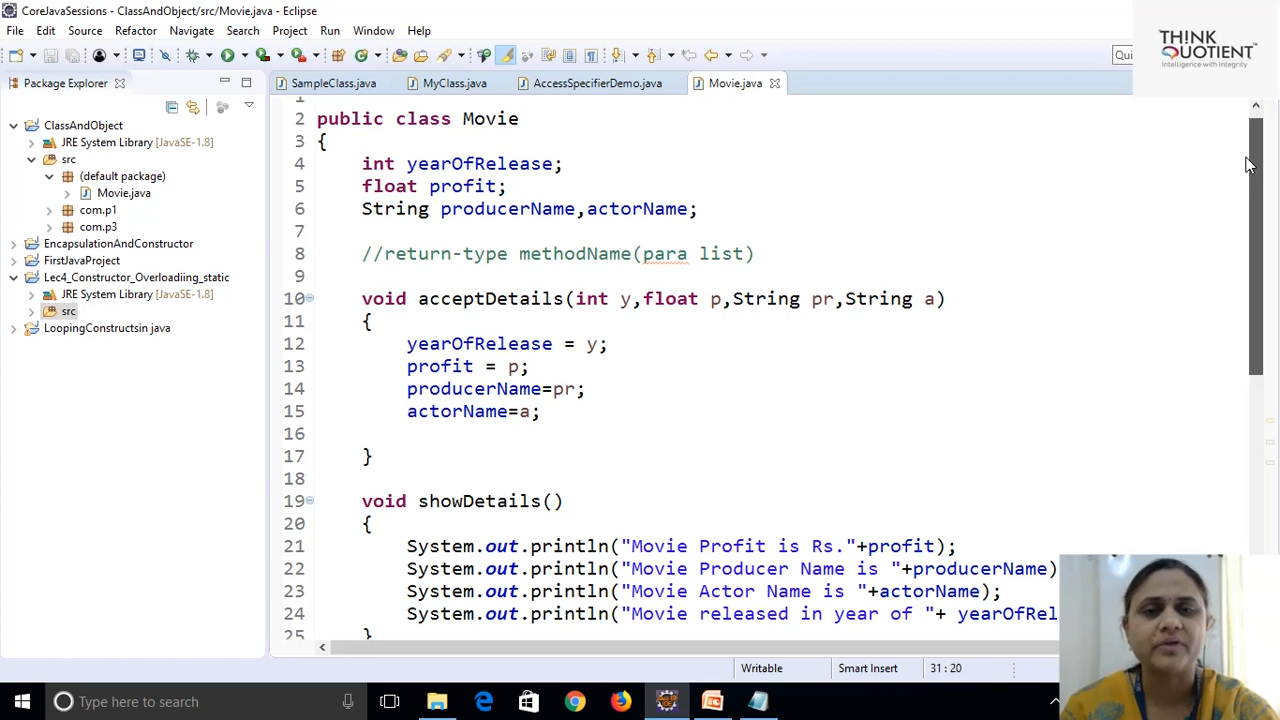 CoreJavaSessions - ClassAndObject/src/Movie.java - Eclipse
File Edit Source Refactor Navigate Search Project Run Window Help
THINK
QUOTIENT
Intelligence with integrity
Qui
Package Explorer
SampleClass.java MyClass.java AccessSpecifierDemo.java Movie.java
ClassAndObject
JRE System Library [JavaSE-1.8]
src
(default package)
Movie.java
com.p1
com.p3
EncapsulationAndConstructor
FirstJavaProject
Lec4_Constructor_Overloadiing_static
JRE System Library [JavaSE-1.8]
src
LoopingConstructsin java
1
2 public class Movie
3 {
4 int yearOfRelease;
5 float profit;
6 String producerName,actorName;
7
8 //return-type methodName(para list)
9
10 void acceptDetails(int y,float p,String pr,String a)
11 {
12 yearOfRelease = y;
13 profit = p;
14 producerName=pr;
15 actorName=a;
16
17 }
18
19 void showDetails()
20 {
21 System.out.println("Movie Profit is Rs."+profit);
22 System.out.println("Movie Producer Name is "+producerName)
23 System.out.println("Movie Actor Name is "+actorName);
24 System.out.println("Movie released in year of "+ yearOfRel
25 }
Writable Smart Insert 31 : 20
Type here to search